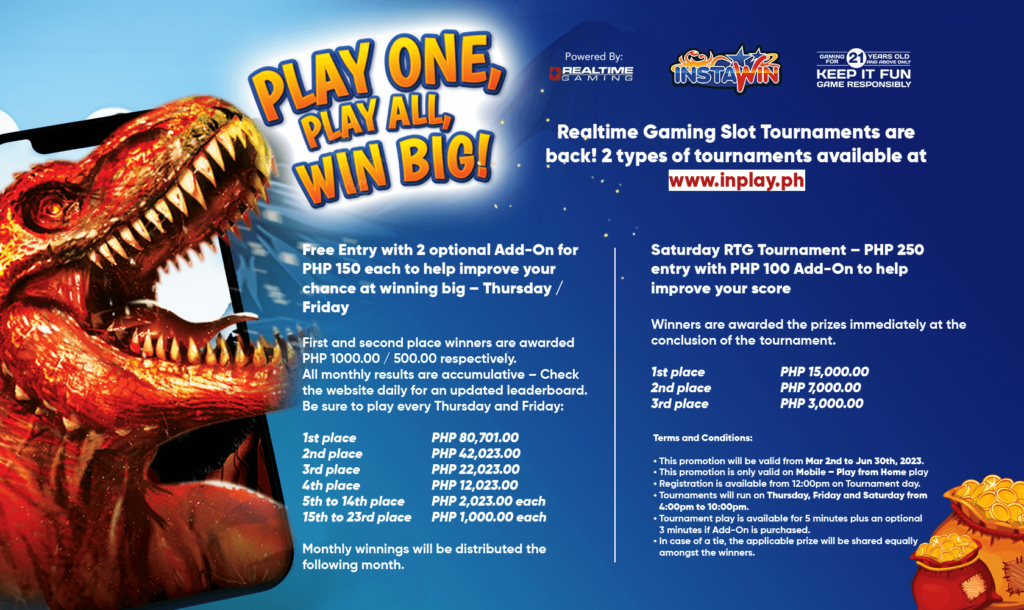 PLAY ONE,
PLAY ALL,
WIN BIG!
Powered By:
REALTIME
GAMING
INSTAWIN
GAMING
FOR
21
YEARS OLD
AND ABOVE ONLY
KEEP IT FUN
GAME RESPONSIBLY
Realtime Gaming Slot Tournaments are
back! 2 types of tournaments available at
www.inplay.ph
Free Entry with 2 optional Add-On for
PHP 150 each to help improve your
chance at winning big – Thursday /
Friday
First and second place winners are awarded
PHP 1000.00 / 500.00 respectively.
All monthly results are accumulative – Check
the website daily for an updated leaderboard.
Be sure to play every Thursday and Friday:
1st place PHP 80,701.00
2nd place PHP 42,023.00
3rd place PHP 22,023.00
4th place PHP 12,023.00
5th to 14th place PHP 2,023.00 each
15th to 23rd place PHP 1,000.00 each
Monthly winnings will be distributed the
following month.
Saturday RTG Tournament – PHP 250
entry with PHP 100 Add-On to help
improve your score
Winners are awarded the prizes immediately at the
conclusion of the tournament.
1st place PHP 15,000.00
2nd place PHP 7,000.00
3rd place PHP 3,000.00
Terms and Conditions:
• This promotion will be valid from Mar 2nd to Jun 30th, 2023.
• This promotion is only valid on Mobile – Play from Home play
• Registration is available from 12:00pm on Tournament day.
• Tournaments will run on Thursday, Friday and Saturday from
4:00pm to 10:00pm.
• Tournament play is available for 5 minutes plus an optional
3 minutes if Add-On is purchased.
• In case of a tie, the applicable prize will be shared equally
amongst the winners.